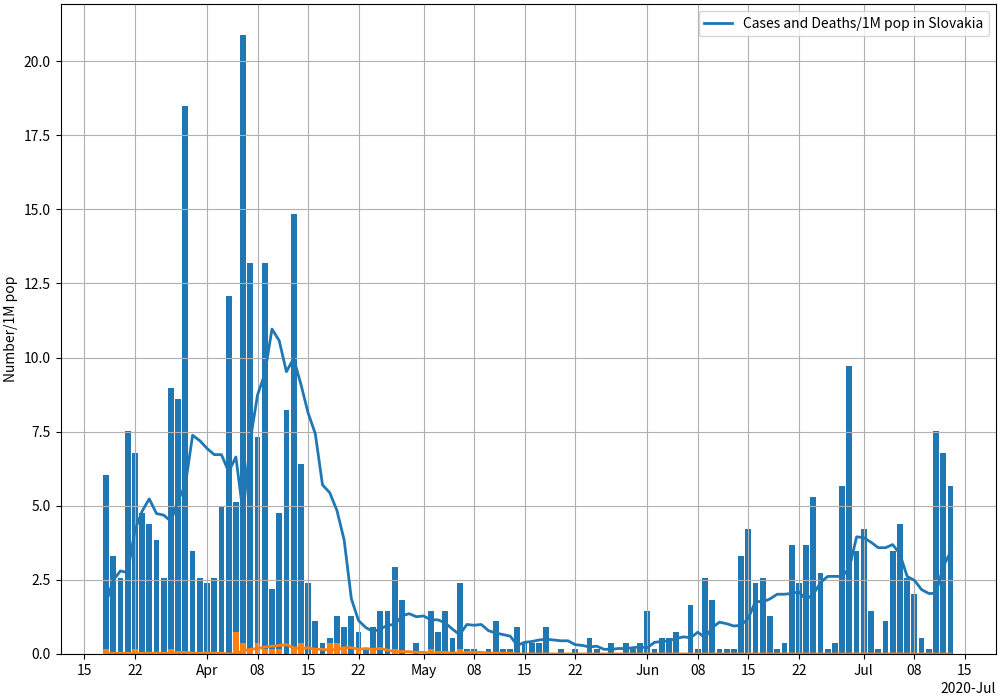 Cases and Deaths/1M pop in Slovakia
Number/1M pop
20.0
17.5
15.0
12.5
10.0
7.5
5.0
2.5
0.0
15 22 Apr 08 15 22 May 08 15 22 Jun 08 15 22 Jul 08 15
2020-Jul